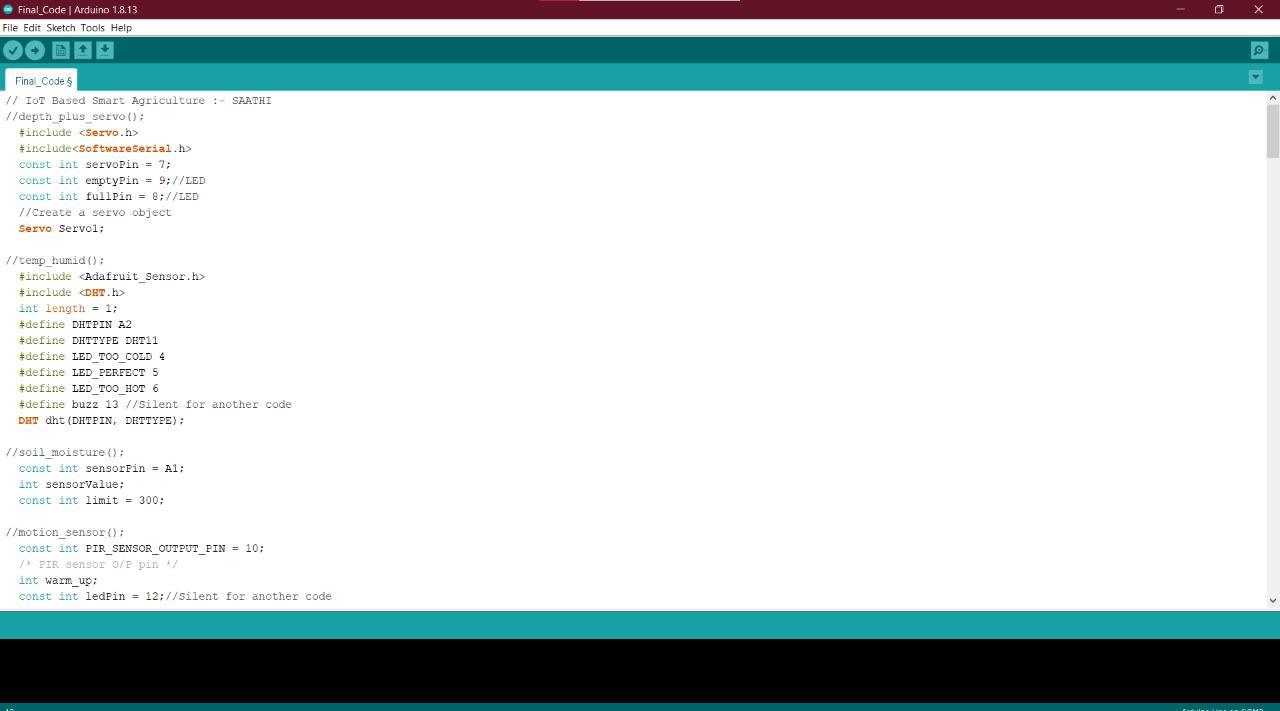 Final_Code | Arduino 1.8.13
File Edit Sketch Tools Help
Final_Code §
// IoT Based Smart Agriculture :- SAATHI
//depth_plus_servo();
#include <Servo.h>
#include<SoftwareSerial.h>
const int servoPin = 7;
const int emptyPin = 9;//LED
const int fullPin = 8;//LED
//Create a servo object
Servo Servo1;
//temp_humid();
#include <Adafruit_Sensor.h>
#include <DHT.h>
int length = 1;
#define DHTPIN A2
#define DHTTYPE DHT11
#define LED_TOO_COLD 4
#define LED_PERFECT 5
#define LED_TOO_HOT 6
#define buzz 13 //Silent for another code
DHT dht(DHTPIN, DHTTYPE);
//soil_moisture();
const int sensorPin = A1;
int sensorValue;
const int limit = 300;
//motion_sensor();
const int PIR_SENSOR_OUTPUT_PIN = 10;
/* PIR sensor O/P pin */
int warm_up;
const int ledPin = 12;//Silent for another code